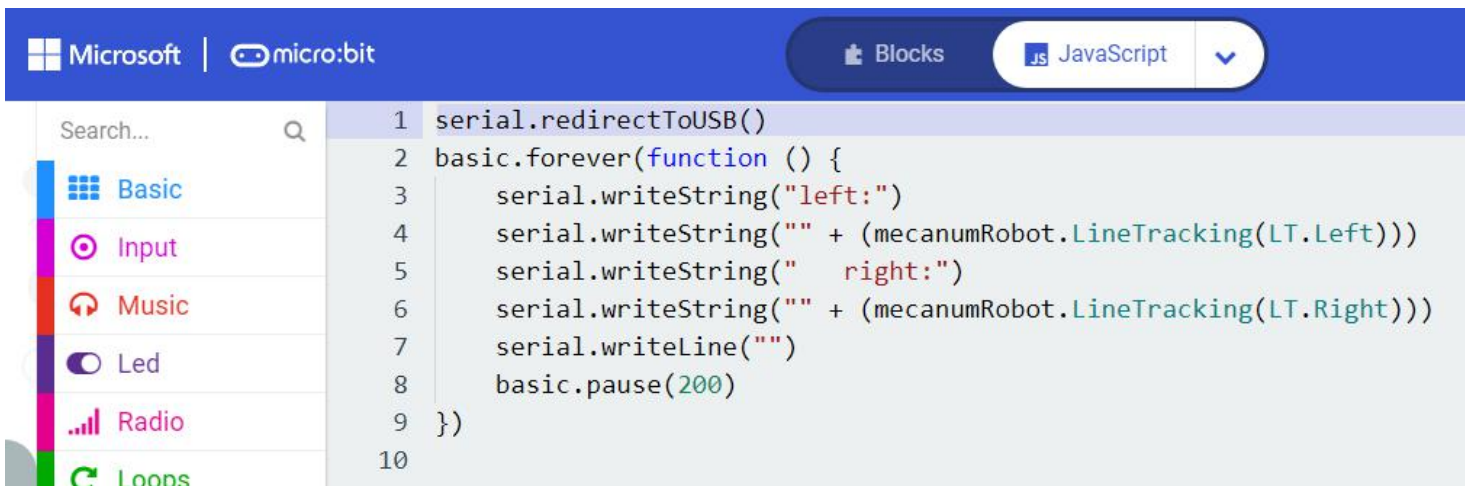 Microsoft | micro:bit
Blocks
JS JavaScript
Search...
Basic
Input
Music
Led
Radio
Loops
1 serial.redirectToUSB()
2 basic.forever(function () {
3     serial.writeString("left:")
4     serial.writeString("" + (mecanumRobot.LineTracking(LT.Left)))
5     serial.writeString("   right:")
6     serial.writeString("" + (mecanumRobot.LineTracking(LT.Right)))
7     serial.writeLine("")
8     basic.pause(200)
9 })
10